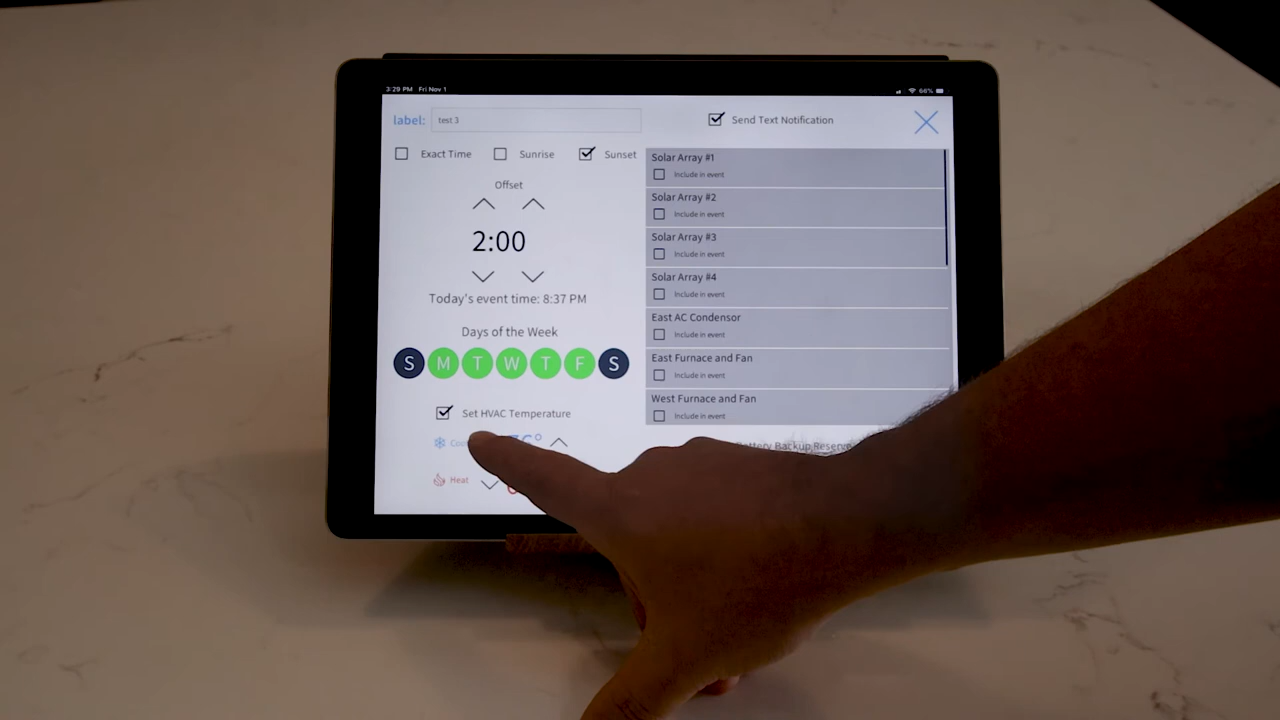 3:29 PM Fri Nov 1
66%
label: test 3
Send Text Notification
Exact Time
Sunrise
Sunset
Offset
2:00
Today's event time: 8:37 PM
Days of the Week
S M T W T F S
Set HVAC Temperature
Heat
Solar Array #1
Include in event
Solar Array #2
Include in event
Solar Array #3
Include in event
Solar Array #4
Include in event
East AC Condensor
Include in event
East Furnace and Fan
Include in event
West Furnace and Fan
Include in event
Battery Backup Reserve